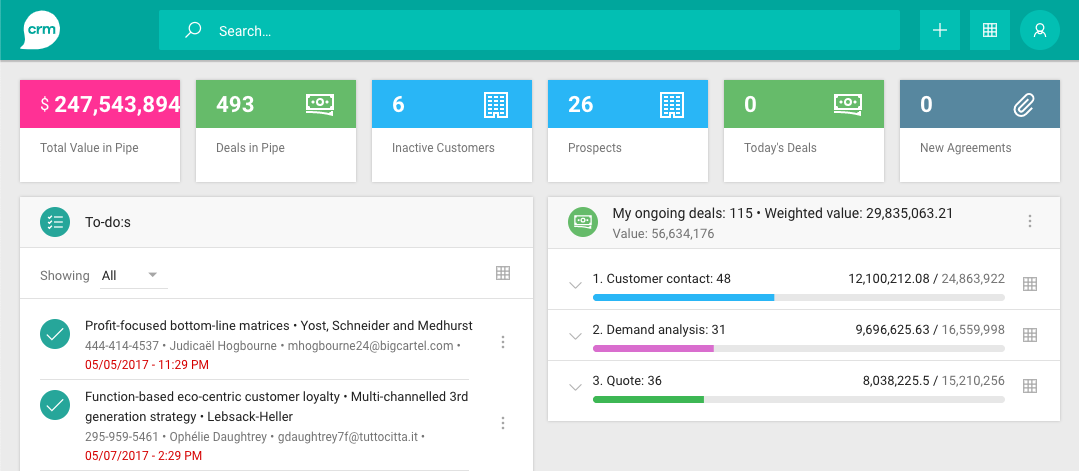 crm
Search...
$ 247,543,894
Total Value in Pipe
493
Deals in Pipe
6
Inactive Customers
26
Prospects
0
Today's Deals
0
New Agreements
To-do:s
Showing All
Profit-focused bottom-line matrices • Yost, Schneider and Medhurst
444-414-4537 • Judicaël Hogbourne • mhogbourne24@bigcartel.com •
05/05/2017 - 11:29 PM
Function-based eco-centric customer loyalty • Multi-channelled 3rd
generation strategy • Lebsack-Heller
295-959-5461 • Ophélie Daughtrey • gdaughtrey7f@tuttocitta.it •
05/07/2017 - 2:29 PM
My ongoing deals: 115 • Weighted value: 29,835,063.21
Value: 56,634,176
1. Customer contact: 48 12,100,212.08 / 24,863,922
2. Demand analysis: 31 9,696,625.63 / 16,559,998
3. Quote: 36 8,038,225.5 / 15,210,256